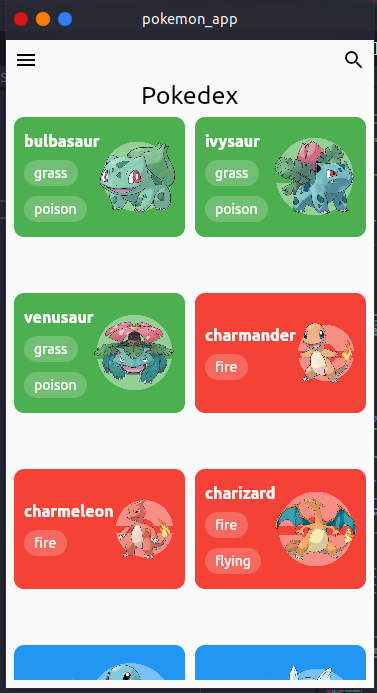 pokemon_app
Pokedex
bulbasaur
grass
poison
ivysaur
grass
poison
venusaur
grass
poison
charmander
fire
charmeleon
fire
charizard
fire
flying